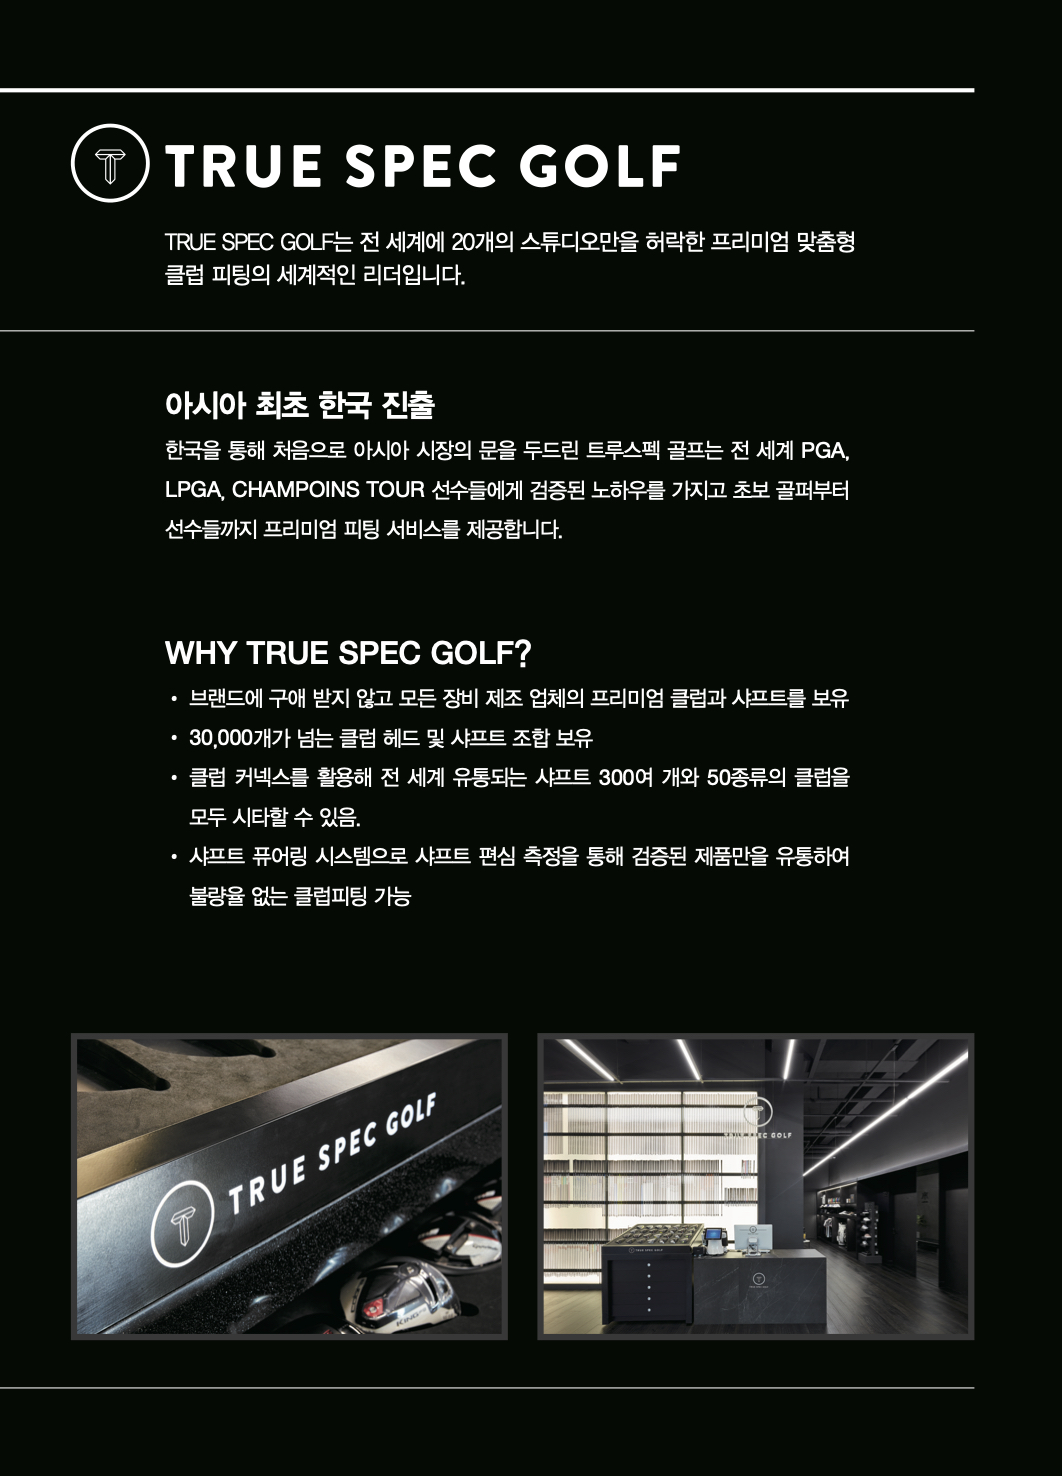 TRUE SPEC GOLF
TRUE SPEC GOLF는 전 세계에 20개의 스튜디오만을 허락한 프리미엄 맞춤형
클럽 피팅의 세계적인 리더입니다.
아시아 최초 한국 진출
한국을 통해 처음으로 아시아 시장의 문을 두드린 트루스펙 골프는 전 세계 PGA,
LPGA, CHAMPOINS TOUR 선수들에게 검증된 노하우를 가지고 초보 골퍼부터
선수들까지 프리미엄 피팅 서비스를 제공합니다.
WHY TRUE SPEC GOLF?
• 브랜드에 구애 받지 않고 모든 장비 제조 업체의 프리미엄 클럽과 샤프트를 보유
• 30,000개가 넘는 클럽 헤드 및 샤프트 조합 보유
• 클럽 커넥스를 활용해 전 세계 유통되는 샤프트 300여 개와 50종류의 클럽을
모두 시타할 수 있음.
• 샤프트 퓨어링 시스템으로 샤프트 편심 측정을 통해 검증된 제품만을 유통하여
불량율 없는 클럽피팅 가능
TRUE SPEC GOLF
KING
TRUE SPEC GOLF
TRUE SPEC GOLF